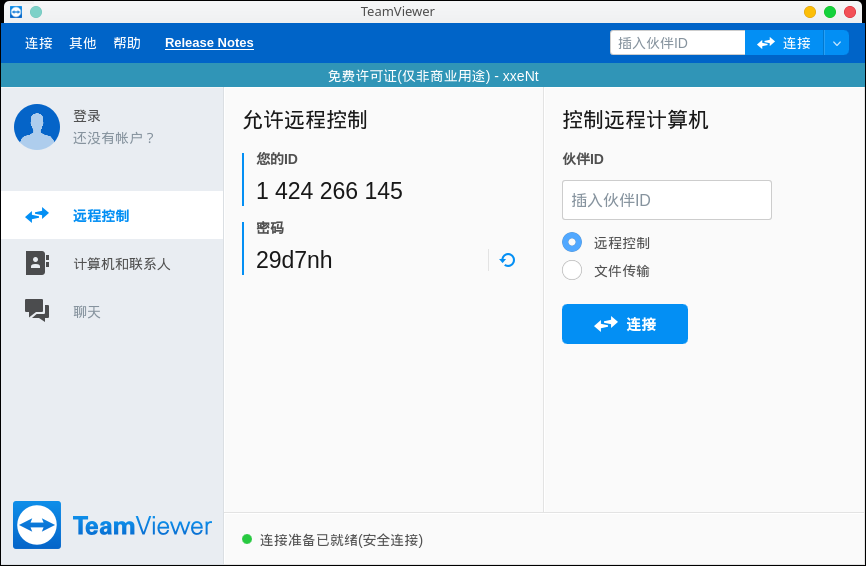 TeamViewer
连接 其他 帮助 Release Notes 插入伙伴ID 连接
免费许可证(仅非商业用途) - xxeNt
登录
还没有帐户？
远程控制
计算机和联系人
聊天
TeamViewer
允许远程控制
您的ID
1 424 266 145
密码
29d7nh
控制远程计算机
伙伴ID
插入伙伴ID
远程控制
文件传输
连接
连接准备已就绪(安全连接)